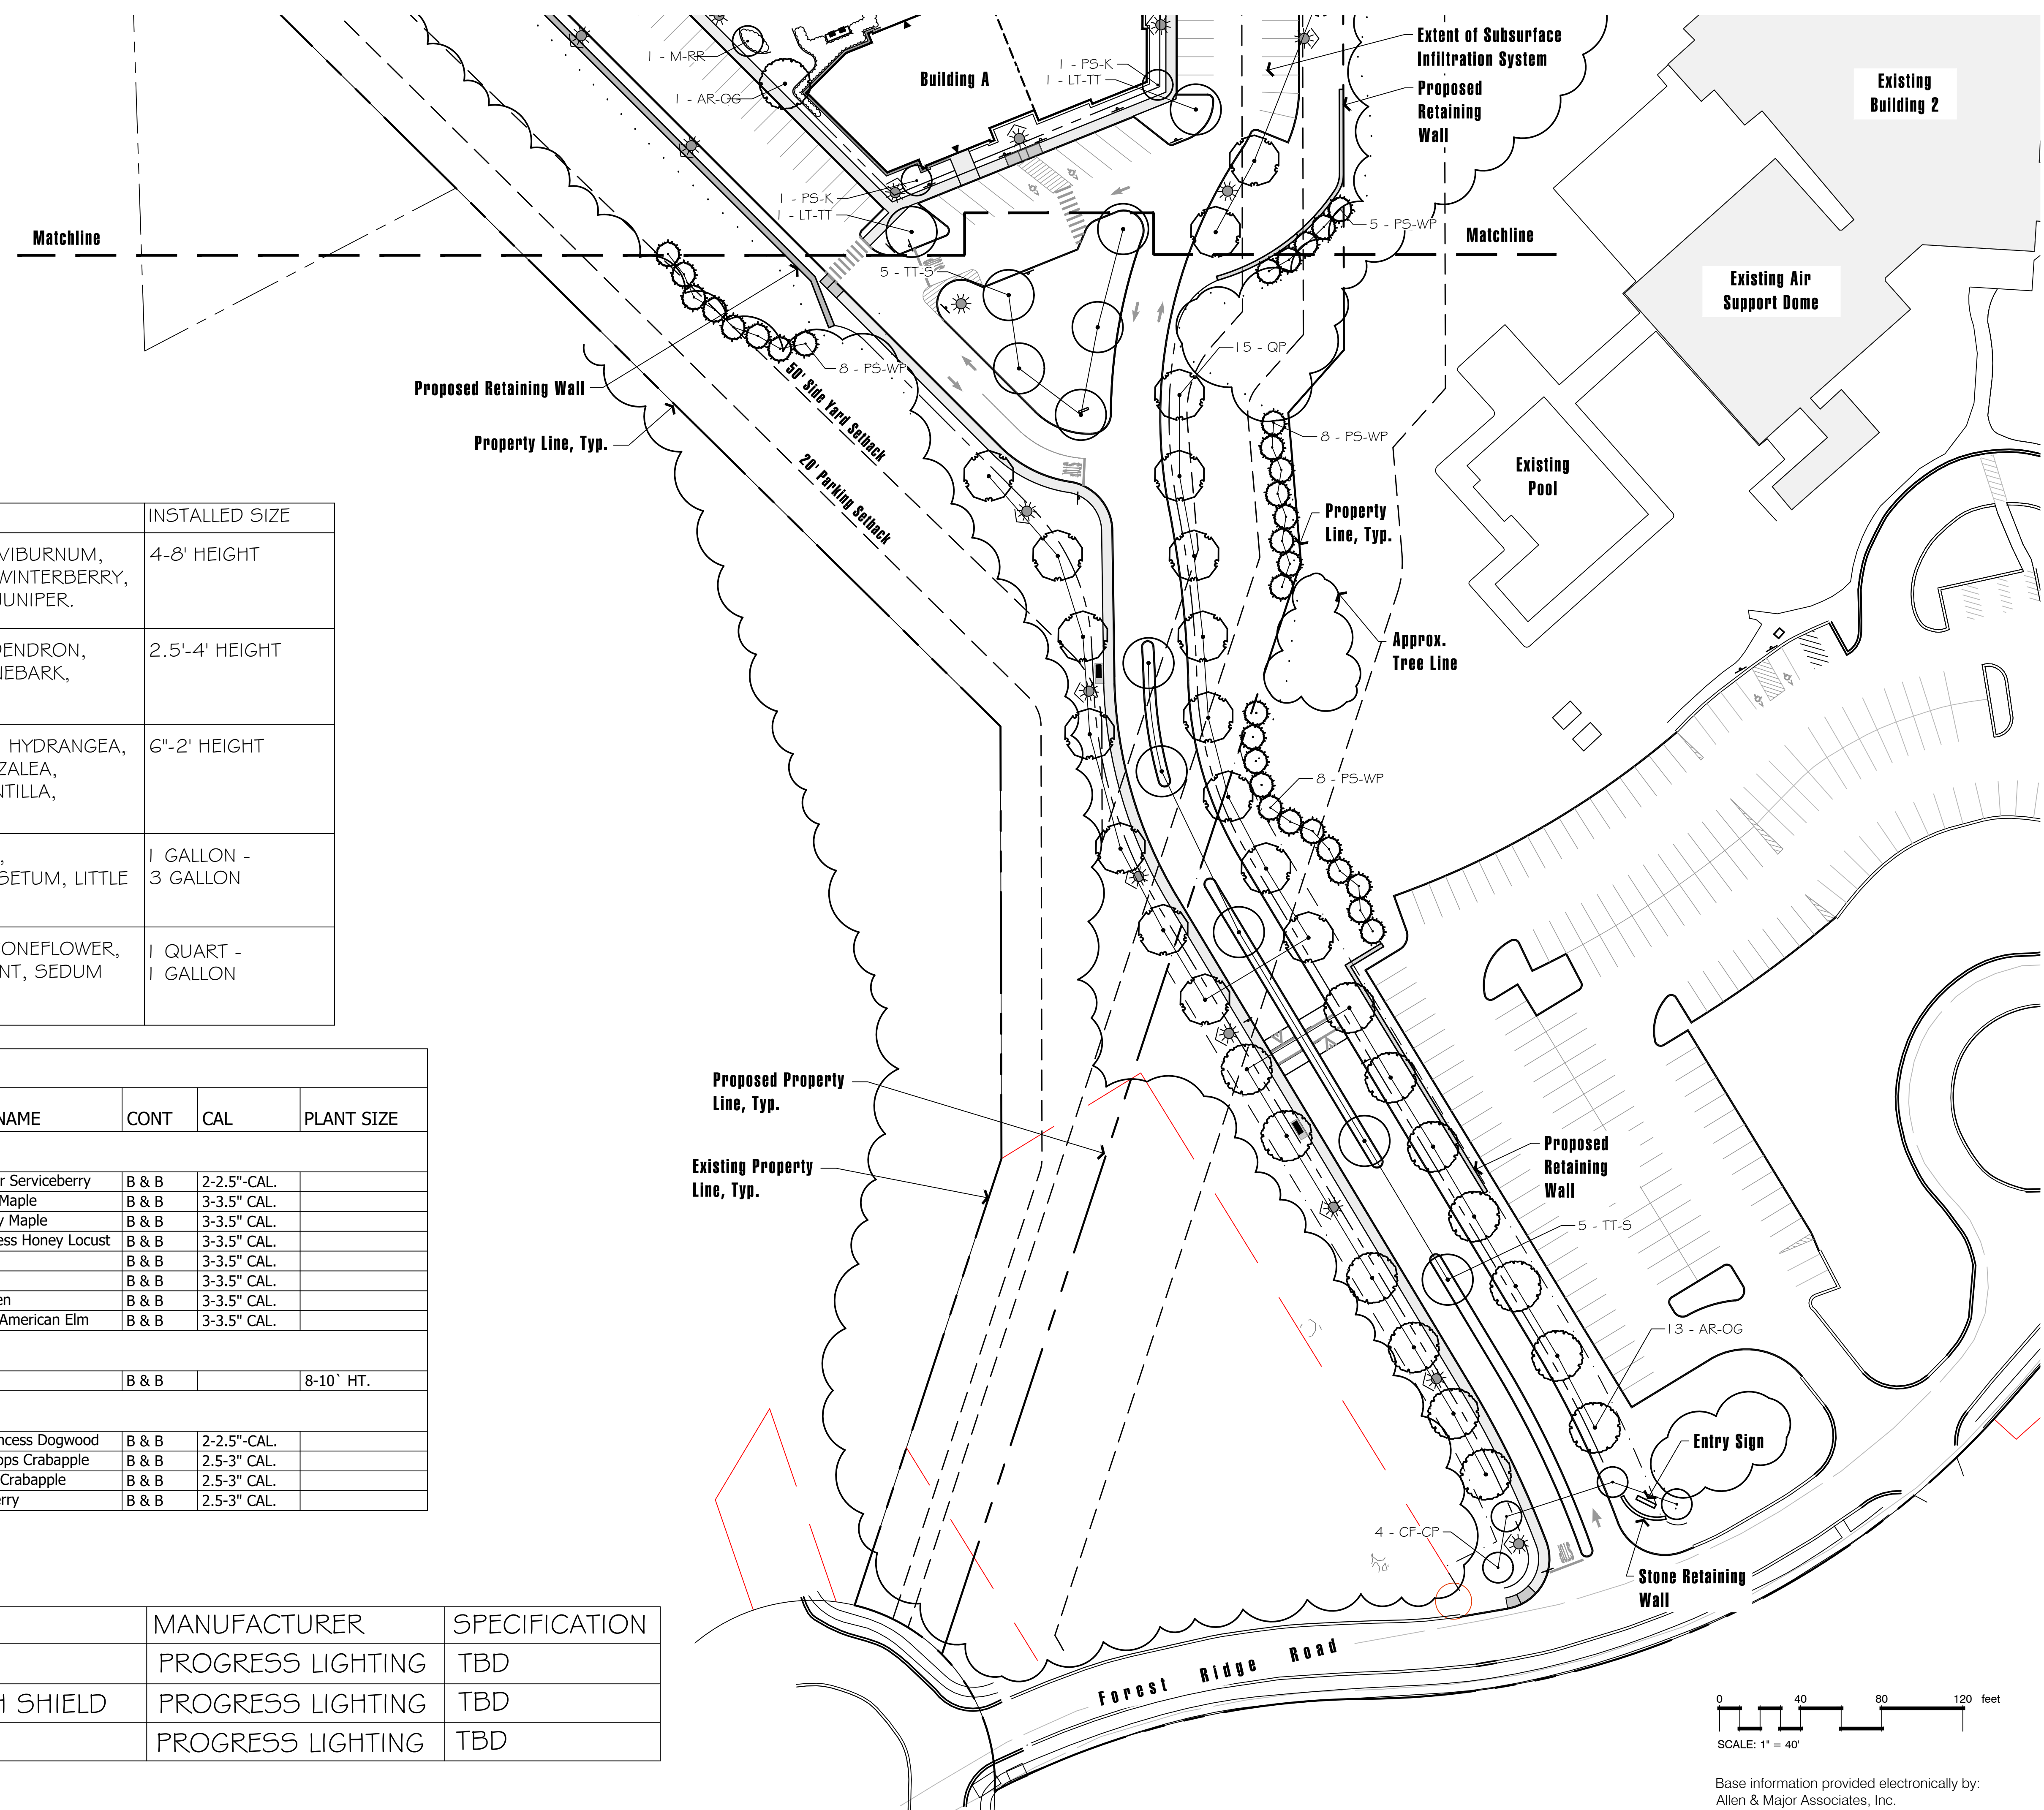 Extent of Subsurface
Infiltration System
Proposed
Retaining
Wall
Existing
Building 2
Building A
1 - M-RR
1 - AR-OG
1 - PS-K
1 - LT-TT
1 - PS-K
1 - LT-TT
5 - PS-WP
Matchline
Matchline
5 - TT-S
Existing Air
Support Dome
15 - QP
8 - PS-WP
Proposed Retaining Wall
Property Line, Typ.
50' Side Yard Setback
20' Parking Setback
8 - PS-WP
STOP
Existing
Pool
Property
Line, Typ.
Approx.
Tree Line
8 - PS-WP
INSTALLED SIZE
VIBURNUM,
WINTERBERRY,
JUNIPER.
4-8' HEIGHT
DENDRON,
NEBARK,
2.5'-4' HEIGHT
HYDRANGEA,
ZALEA,
NTILLA,
6"-2' HEIGHT
SETUM, LITTLE
1 GALLON -
3 GALLON
ONEFLOWER,
NT, SEDUM
1 QUART -
1 GALLON
NAME CONT CAL PLANT SIZE
r Serviceberry B & B 2-2.5"-CAL.
Maple B & B 3-3.5" CAL.
y Maple B & B 3-3.5" CAL.
ess Honey Locust B & B 3-3.5" CAL.
B & B 3-3.5" CAL.
B & B 3-3.5" CAL.
en B & B 3-3.5" CAL.
American Elm B & B 3-3.5" CAL.
B & B 8-10` HT.
ncess Dogwood B & B 2-2.5"-CAL.
ops Crabapple B & B 2.5-3" CAL.
Crabapple B & B 2.5-3" CAL.
erry B & B 2.5-3" CAL.
Proposed Property
Line, Typ.
Existing Property
Line, Typ.
Proposed
Retaining
Wall
5 - TT-S
13 - AR-OG
Entry Sign
4 - CF-CP
STOP
Stone Retaining
Wall
Forest Ridge Road
MANUFACTURER SPECIFICATION
PROGRESS LIGHTING TBD
H SHIELD PROGRESS LIGHTING TBD
PROGRESS LIGHTING TBD
0 40 80 120 feet
SCALE: 1" = 40'
Base information provided electronically by:
Allen & Major Associates, Inc.